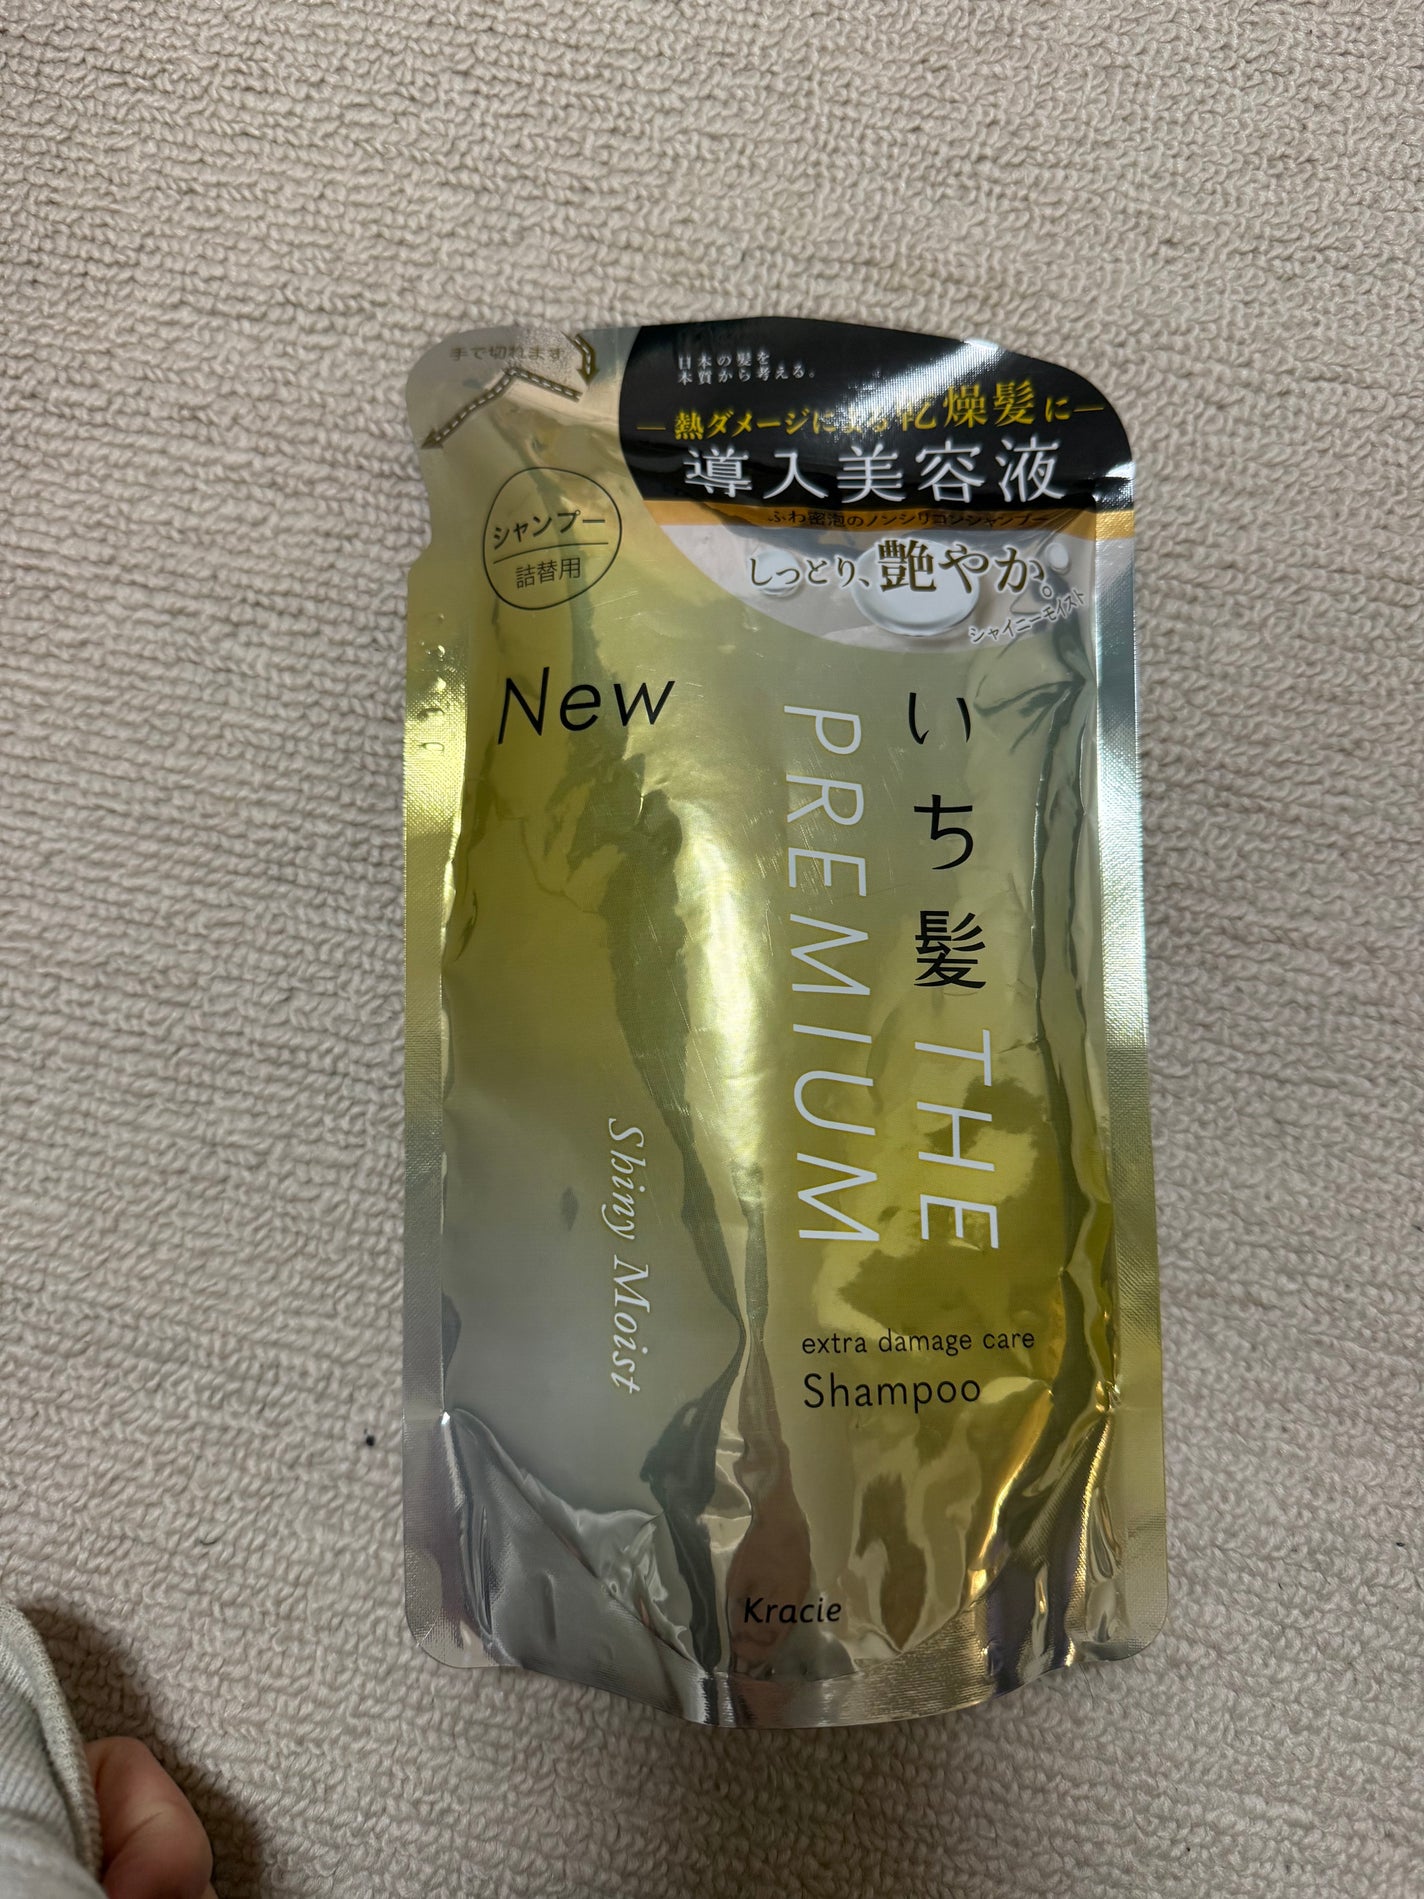 手で切れます
日本の髪を
本質から考える。
熱ダメージによる乾燥髪に
導入美容液
ふわ密泡のノンシリコンシャンプー
しっとり、艶やか。
シャイニーモイスト
シャンプー
詰替用
New
いち髪 THE
PREMIUM
Shiny Moist
extra damage care
Shampoo
Kracie